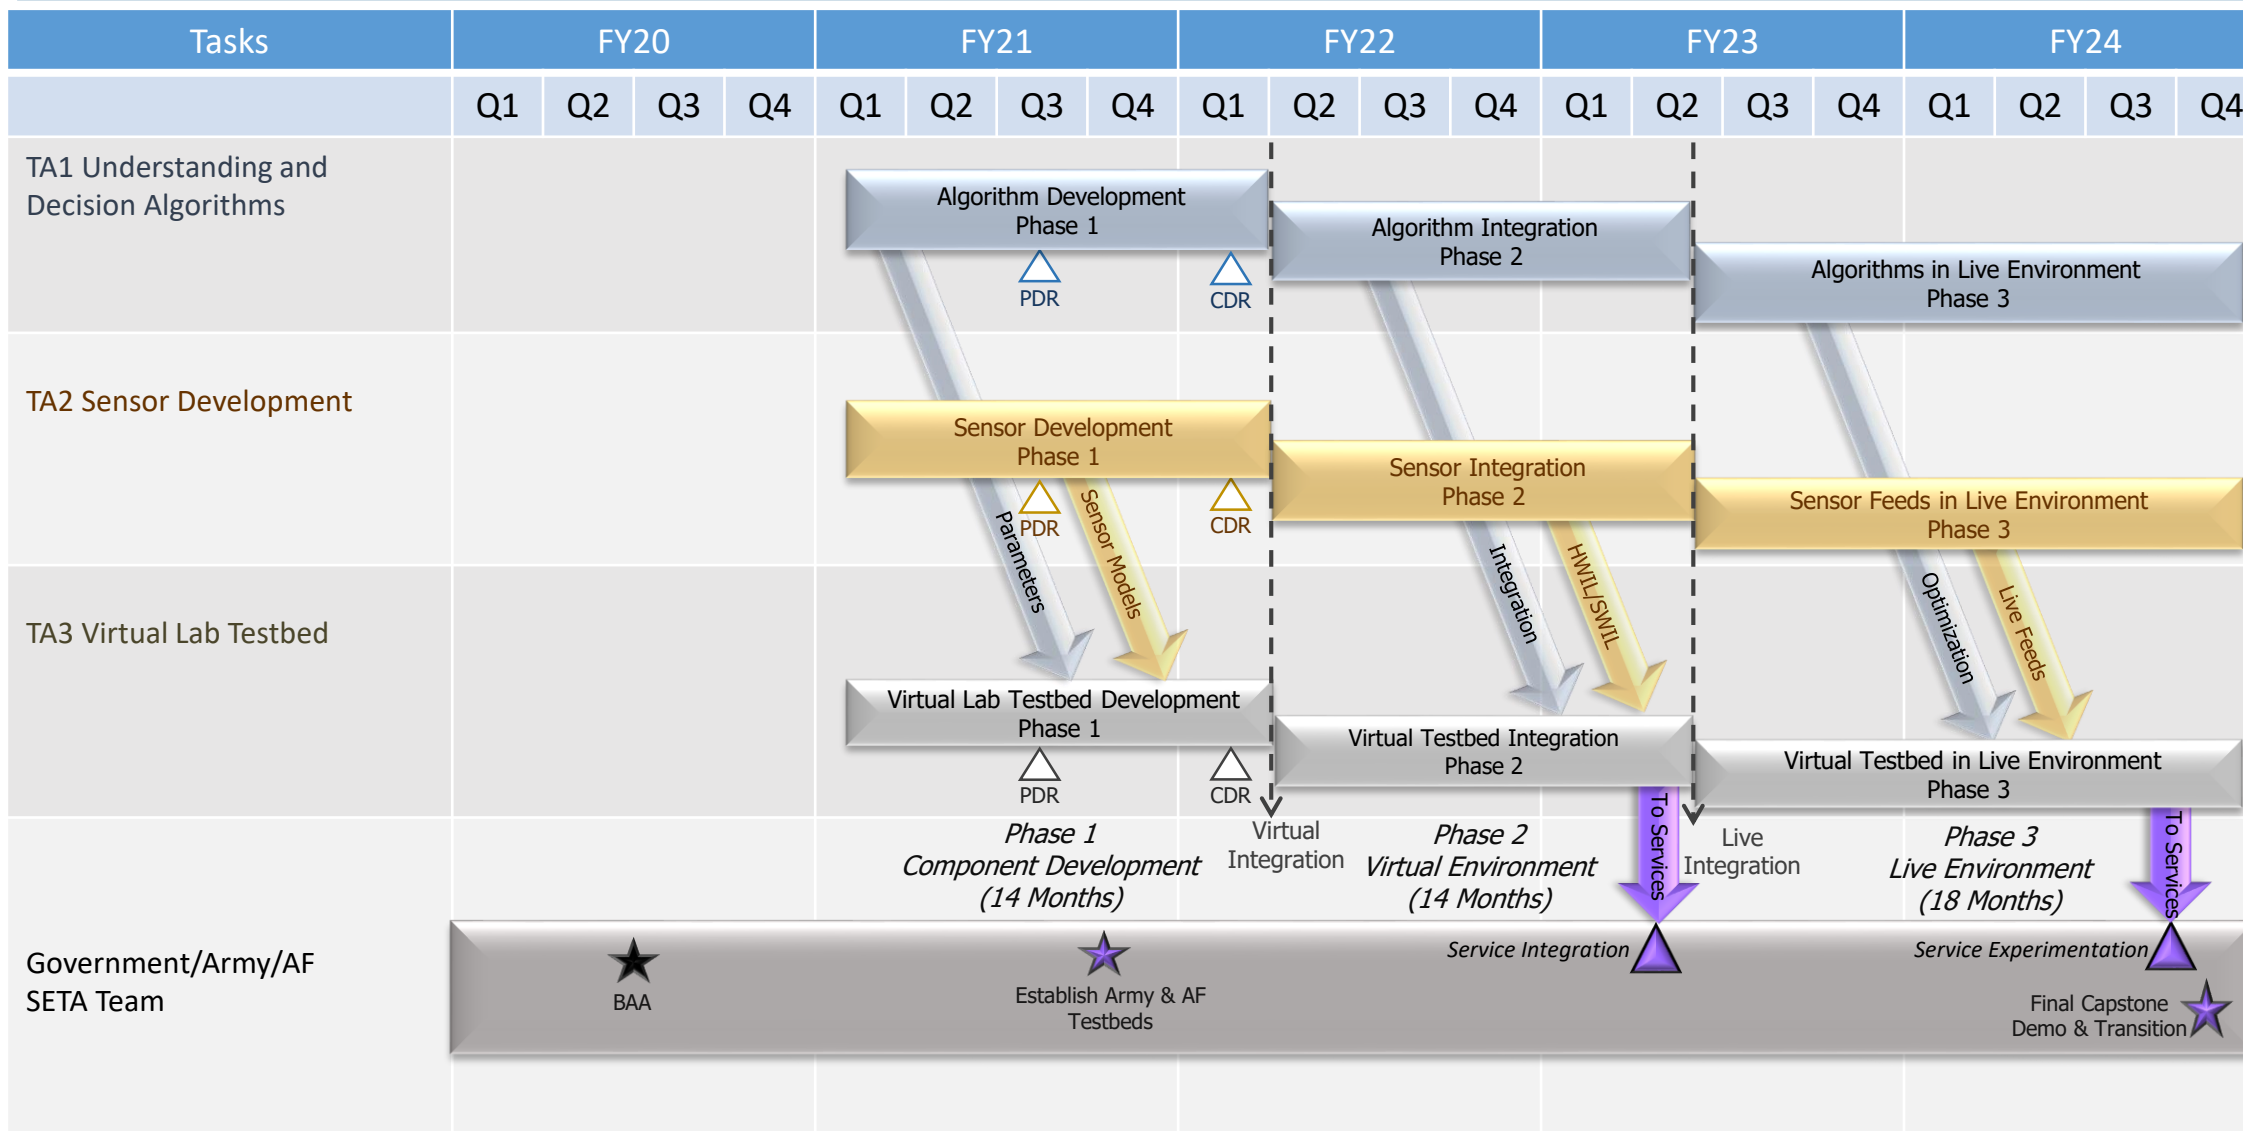 Tasks
FY20
FY21
FY22
FY23
FY24
Q1 Q2 Q3 Q4 Q1 Q2 Q3 Q4 Q1 Q2 Q3 Q4 Q1 Q2 Q3 Q4 Q1 Q2 Q3 Q4
TA1 Understanding and
Decision Algorithms
Algorithm Development
Phase 1
PDR
CDR
Algorithm Integration
Phase 2
Algorithms in Live Environment
Phase 3
TA2 Sensor Development
Sensor Development
Phase 1
PDR
CDR
Sensor Integration
Phase 2
Sensor Feeds in Live Environment
Phase 3
Parameters
Sensor Models
Integration
HWIL/SWIL
Optimization
Live Feeds
TA3 Virtual Lab Testbed
Virtual Lab Testbed Development
Phase 1
PDR
CDR
Virtual Testbed Integration
Phase 2
Virtual Testbed in Live Environment
Phase 3
Phase 1
Component Development
(14 Months)
Virtual
Integration
Phase 2
Virtual Environment
(14 Months)
To Services
Live
Integration
Phase 3
Live Environment
(18 Months)
To Services
Government/Army/AF
SETA Team
BAA
Establish Army & AF
Testbeds
Service Integration
Service Experimentation
Final Capstone
Demo & Transition